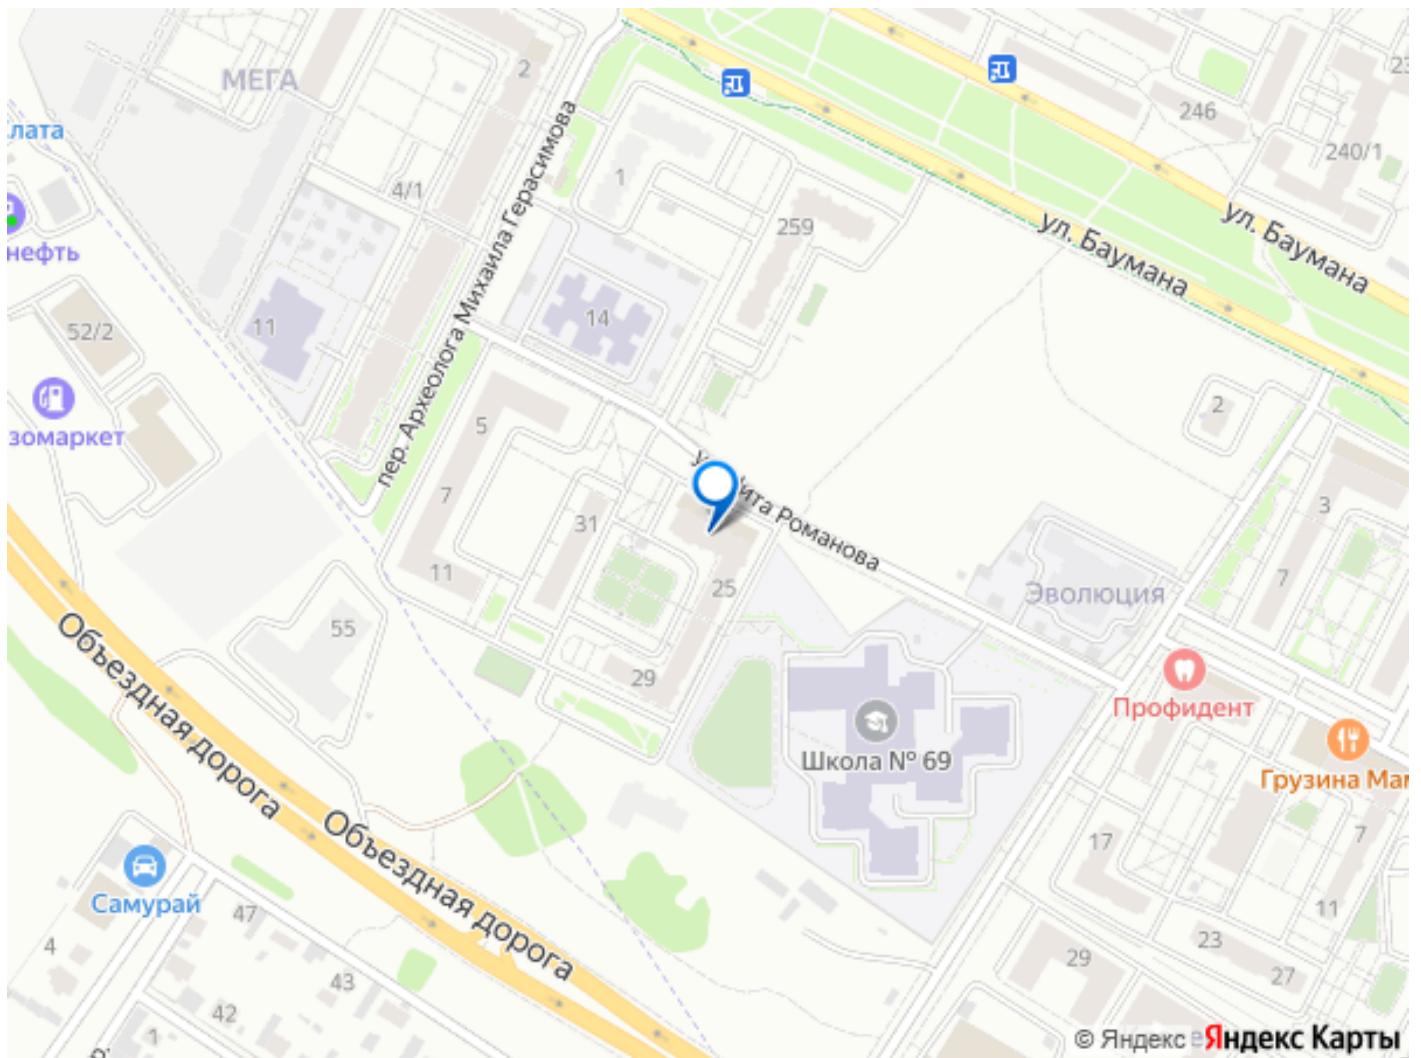 2
23
МЕГА
246
лата
240/1
4/1
1
пер. Археолога Михаила Герасимова
259
ул. Баумана
ул. Баумана
нефть
11
14
52/2
2
5
зомаркет
7
31
3
Романова
11
25
7
Эволюция
55
29
Объездная дорога
Профидент
Школа № 69
Грузина Мам
Объездная дорога
17
7
Самурай
47
11
4
23
29
27
43
42
1
© Яндекс
Яндекс Карты